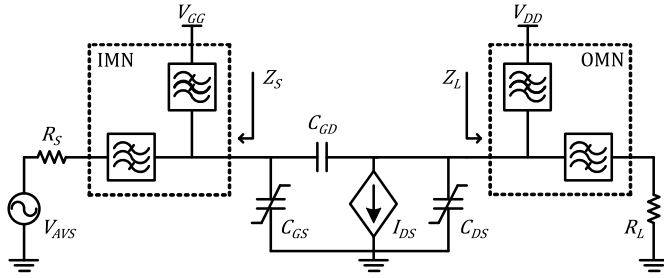 V_GG
V_DD
IMN
OMN
Z_S
Z_L
C_GD
R_S
V_AVS
C_GS
I_DS
C_DS
R_L